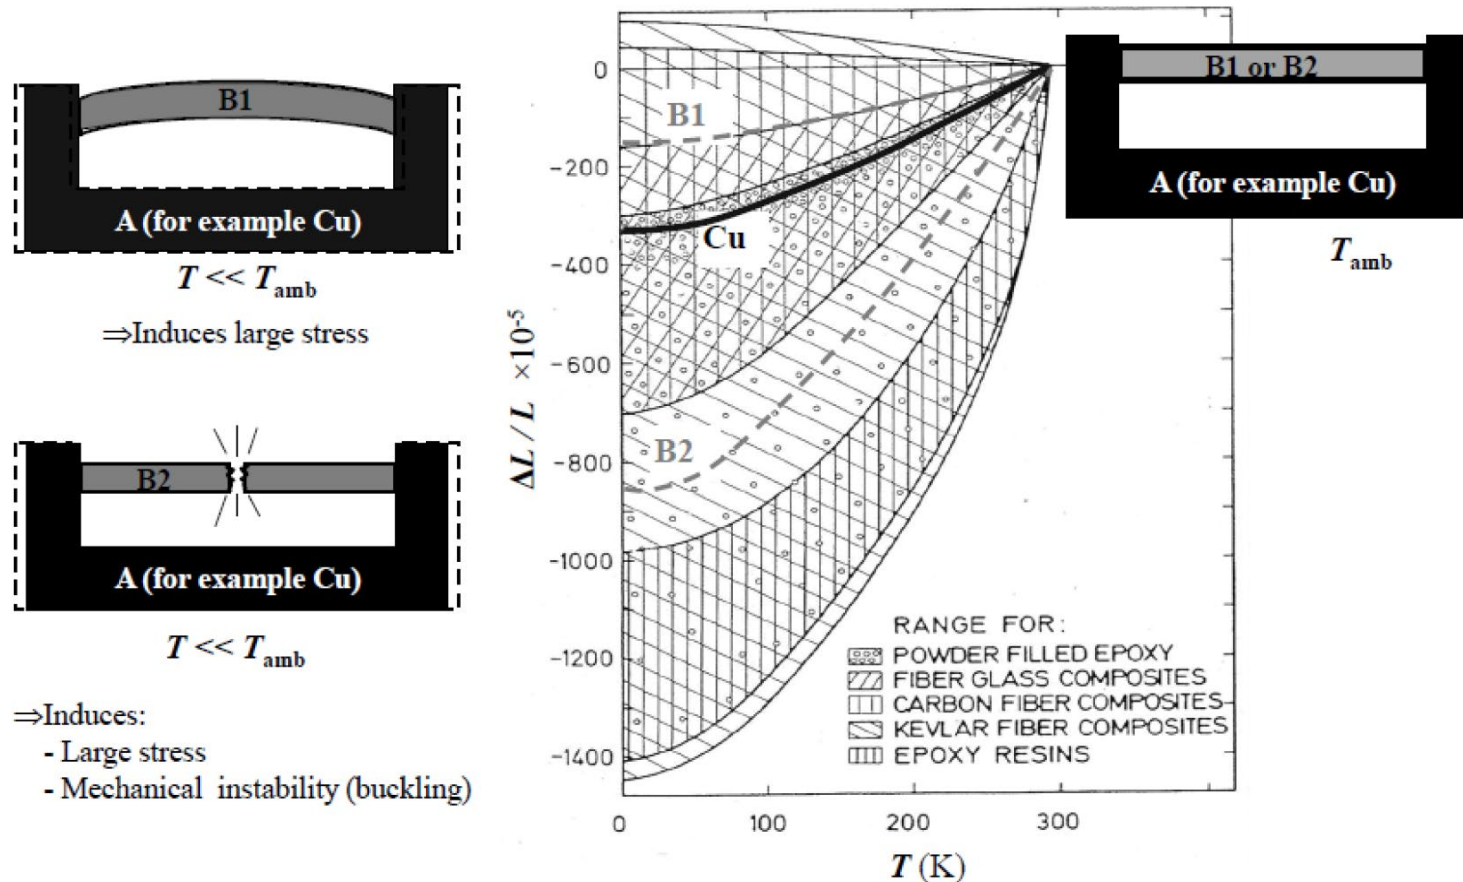 B1
A (for example Cu)
T << Tamb
⇒Induces large stress
B2
A (for example Cu)
T << Tamb
⇒Induces:
- Large stress
- Mechanical instability (buckling)
ΔL / L ×10-5
0
-200
-400
-600
-800
-1000
-1200
-1400
B1
Cu
B2
RANGE FOR:
POWDER FILLED EPOXY
FIBER GLASS COMPOSITES
CARBON FIBER COMPOSITES
KEVLAR FIBER COMPOSITES
EPOXY RESINS
0
100
200
300
T (K)
B1 or B2
A (for example Cu)
Tamb